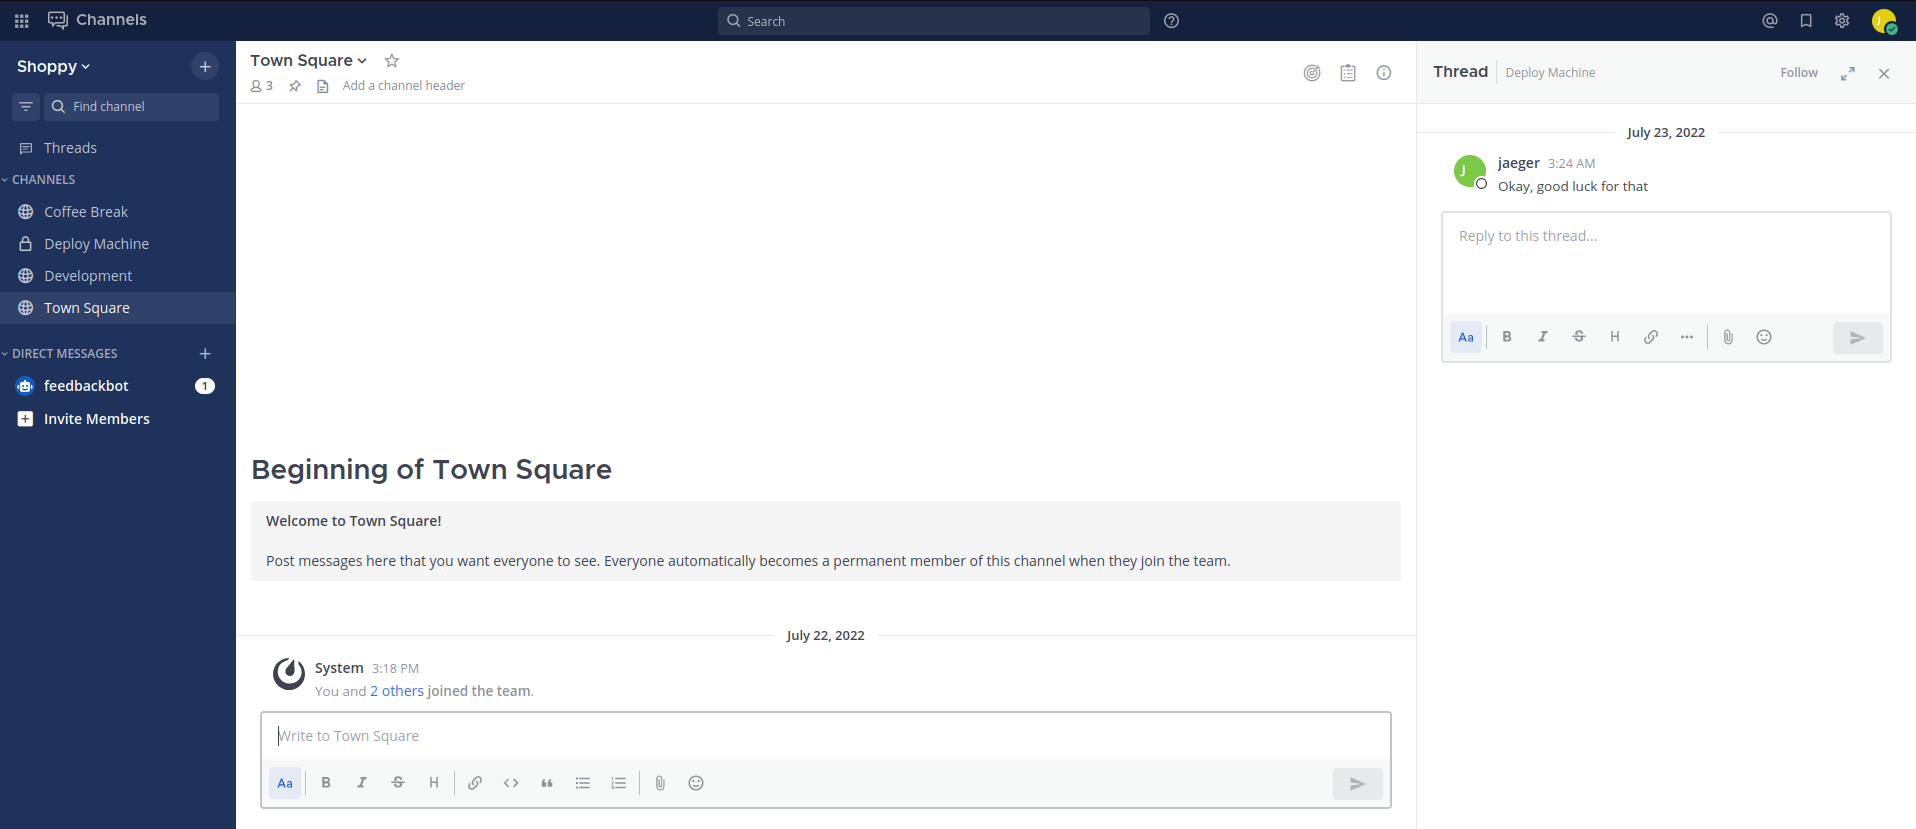 Channels
Search
J
Shoppy
Find channel
Threads
CHANNELS
Coffee Break
Deploy Machine
Development
Town Square
DIRECT MESSAGES
feedbackbot 1
Invite Members
Town Square
3 Add a channel header
Beginning of Town Square
Welcome to Town Square!
Post messages here that you want everyone to see. Everyone automatically becomes a permanent member of this channel when they join the team.
July 22, 2022
System 3:18 PM
You and 2 others joined the team.
Write to Town Square
Aa B I S H
Thread Deploy Machine Follow
July 23, 2022
J
jaeger 3:24 AM
Okay, good luck for that
Reply to this thread...
Aa B I S H